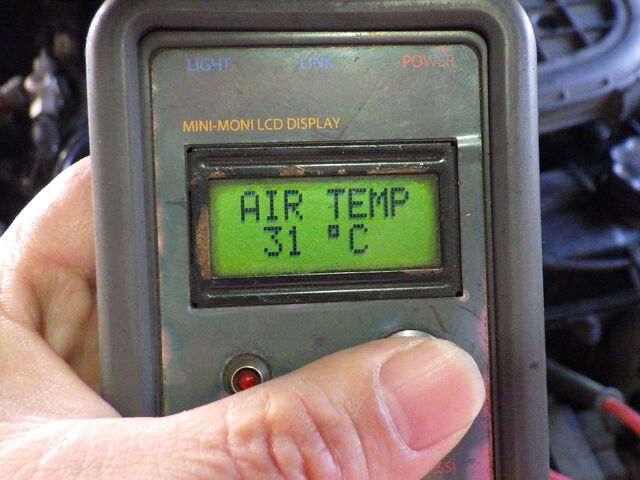 LIGHT LINK POWER
MINI-MONI LCD DISPLAY
AIR TEMP
31 °C